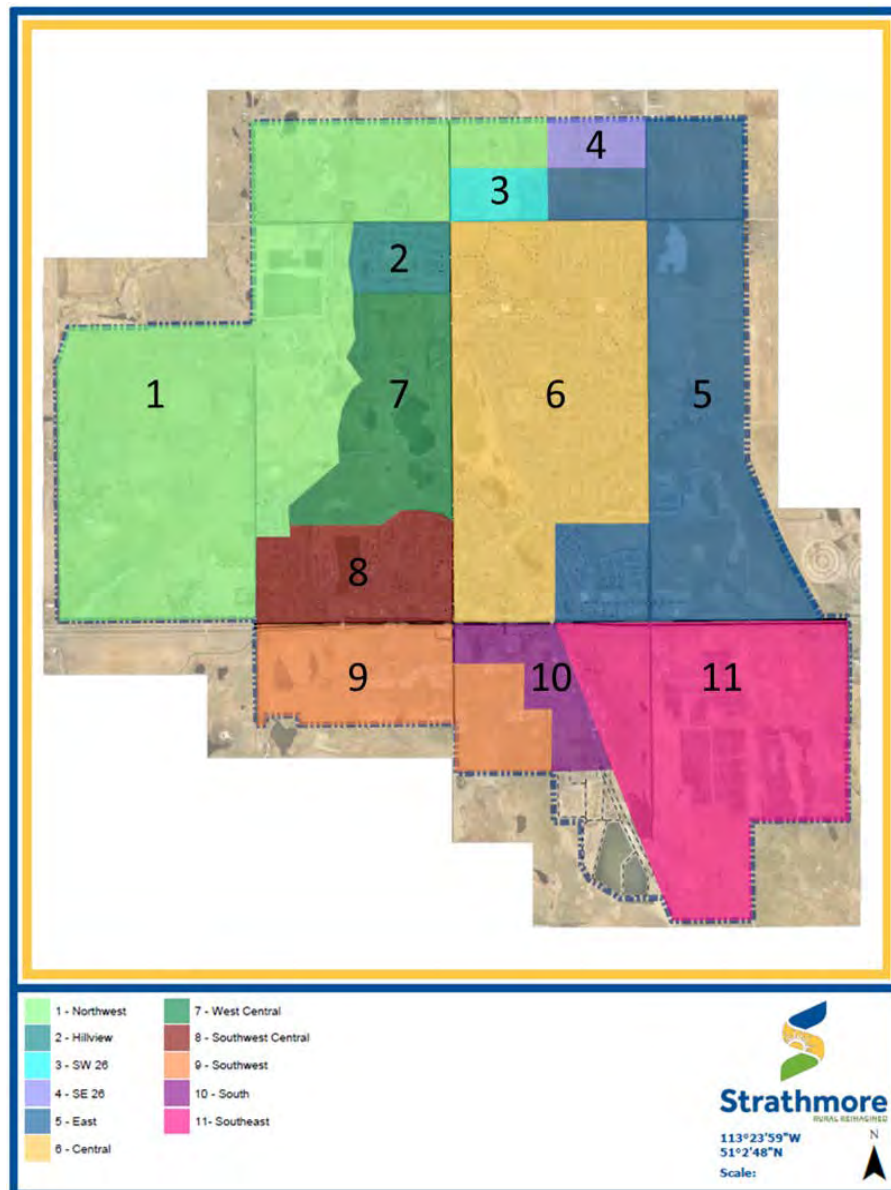 4
3
2
1
7
6
5
8
9
10
11
1 - Northwest
2 - Hillview
3 - SW 26
4 - SE 26
5 - East
6 - Central
7 - West Central
8 - Southwest Central
9 - Southwest
10 - South
11- Southeast
Strathmore
RURAL REIMAGINED
113°23'59"W
51°2'48"N
Scale:
N